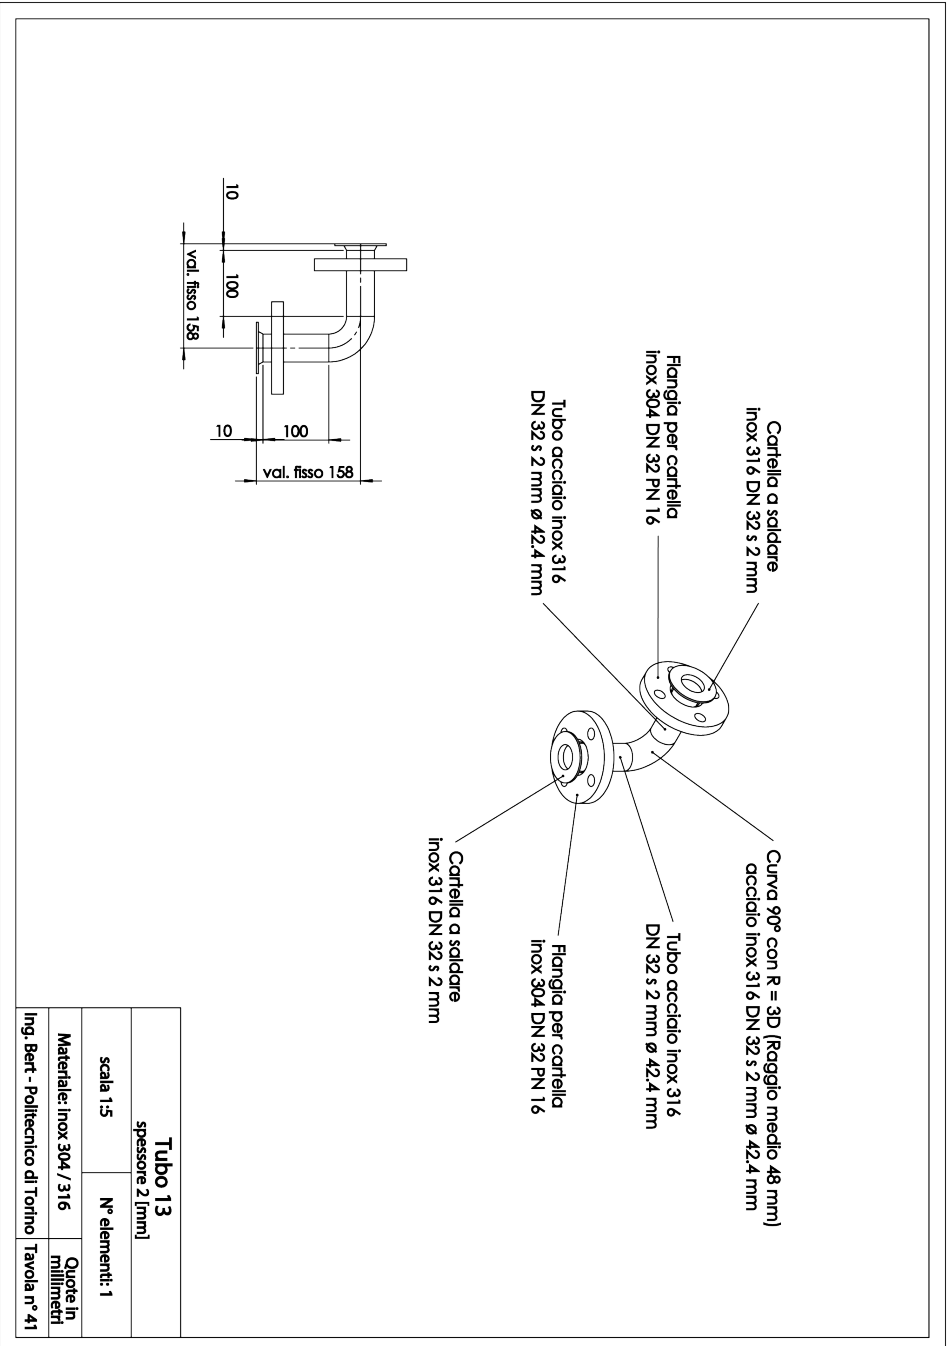 Cartella a saldare
inox 316 DN 32 s 2 mm
Flangia per cartella
inox 304 DN 32 PN 16
Tubo acciaio inox 316
DN 32 s 2 mm ø 42.4 mm
Curva 90° con R = 3D (Raggio medio 48 mm)
acciaio inox 316 DN 32 s 2 mm ø 42.4 mm
Tubo acciaio inox 316
DN 32 s 2 mm ø 42.4 mm
Flangia per cartella
inox 304 DN 32 PN 16
Cartella a saldare
inox 316 DN 32 s 2 mm
10
100
val. fisso 158
10
100
val. fisso 158
Tubo 13
spessore 2 [mm]
scala 1:5
N° elementi: 1
Materiale: inox 304 / 316
Quote in
millimetri
Ing. Bert - Politecnico di Torino
Tavola n° 41